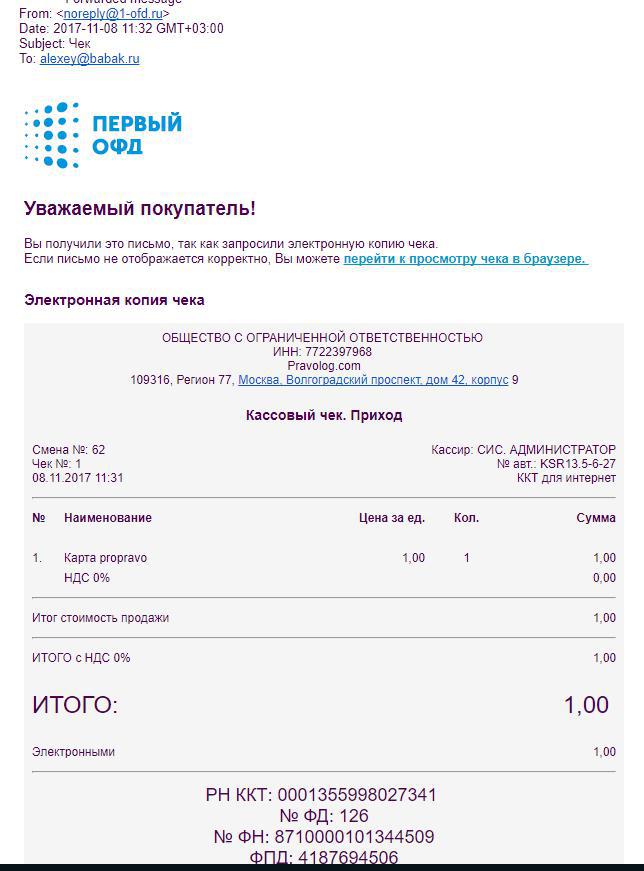 Forwarded message
From: <noreply@1-ofd.ru>
Date: 2017-11-08 11:32 GMT+03:00
Subject: Чек
To: alexey@babak.ru
ПЕРВЫЙ
ОФД
Уважаемый покупатель!
Вы получили это письмо, так как запросили электронную копию чека.
Если письмо не отображается корректно, Вы можете перейти к просмотру чека в браузере.
Электронная копия чека
ОБЩЕСТВО С ОГРАНИЧЕННОЙ ОТВЕТСТВЕННОСТЬЮ
ИНН: 7722397968
Pravolog.com
109316, Регион 77, Москва, Волгоградский проспект, дом 42, корпус 9
Кассовый чек. Приход
Смена №: 62 Кассир: СИС. АДМИНИСТРАТОР
Чек №: 1 № авт.: KSR13.5-6-27
08.11.2017 11:31 ККТ для интернет
№ Наименование Цена за ед. Кол. Сумма
1. Карта propravo 1,00 1 1,00
НДС 0% 0,00
Итог стоимость продажи 1,00
ИТОГО с НДС 0% 1,00
ИТОГО: 1,00
Электронными 1,00
РН ККТ: 0001355998027341
№ ФД: 126
№ ФН: 8710000101344509
ФПД: 4187694506